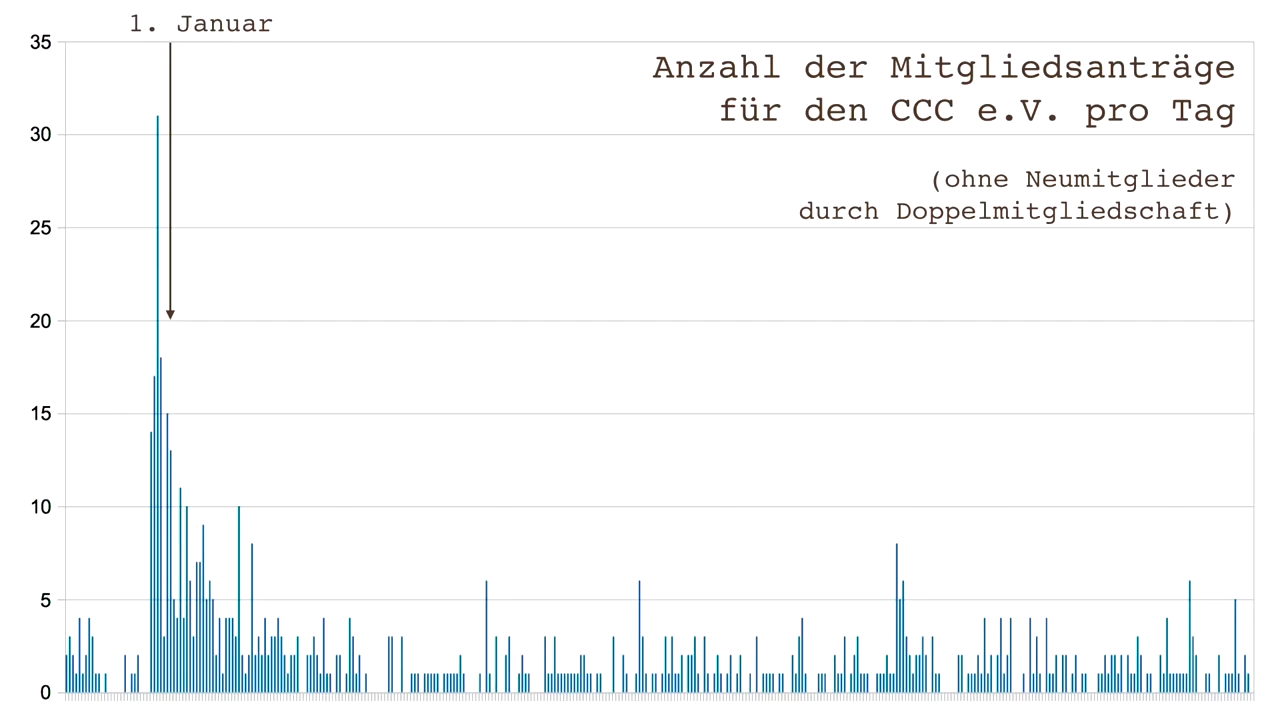 1. Januar
Anzahl der Mitgliedsanträge
für den CCC e.V. pro Tag
(ohne Neumitglieder
durch Doppelmitgliedschaft)
35
30
25
20
15
10
5
0